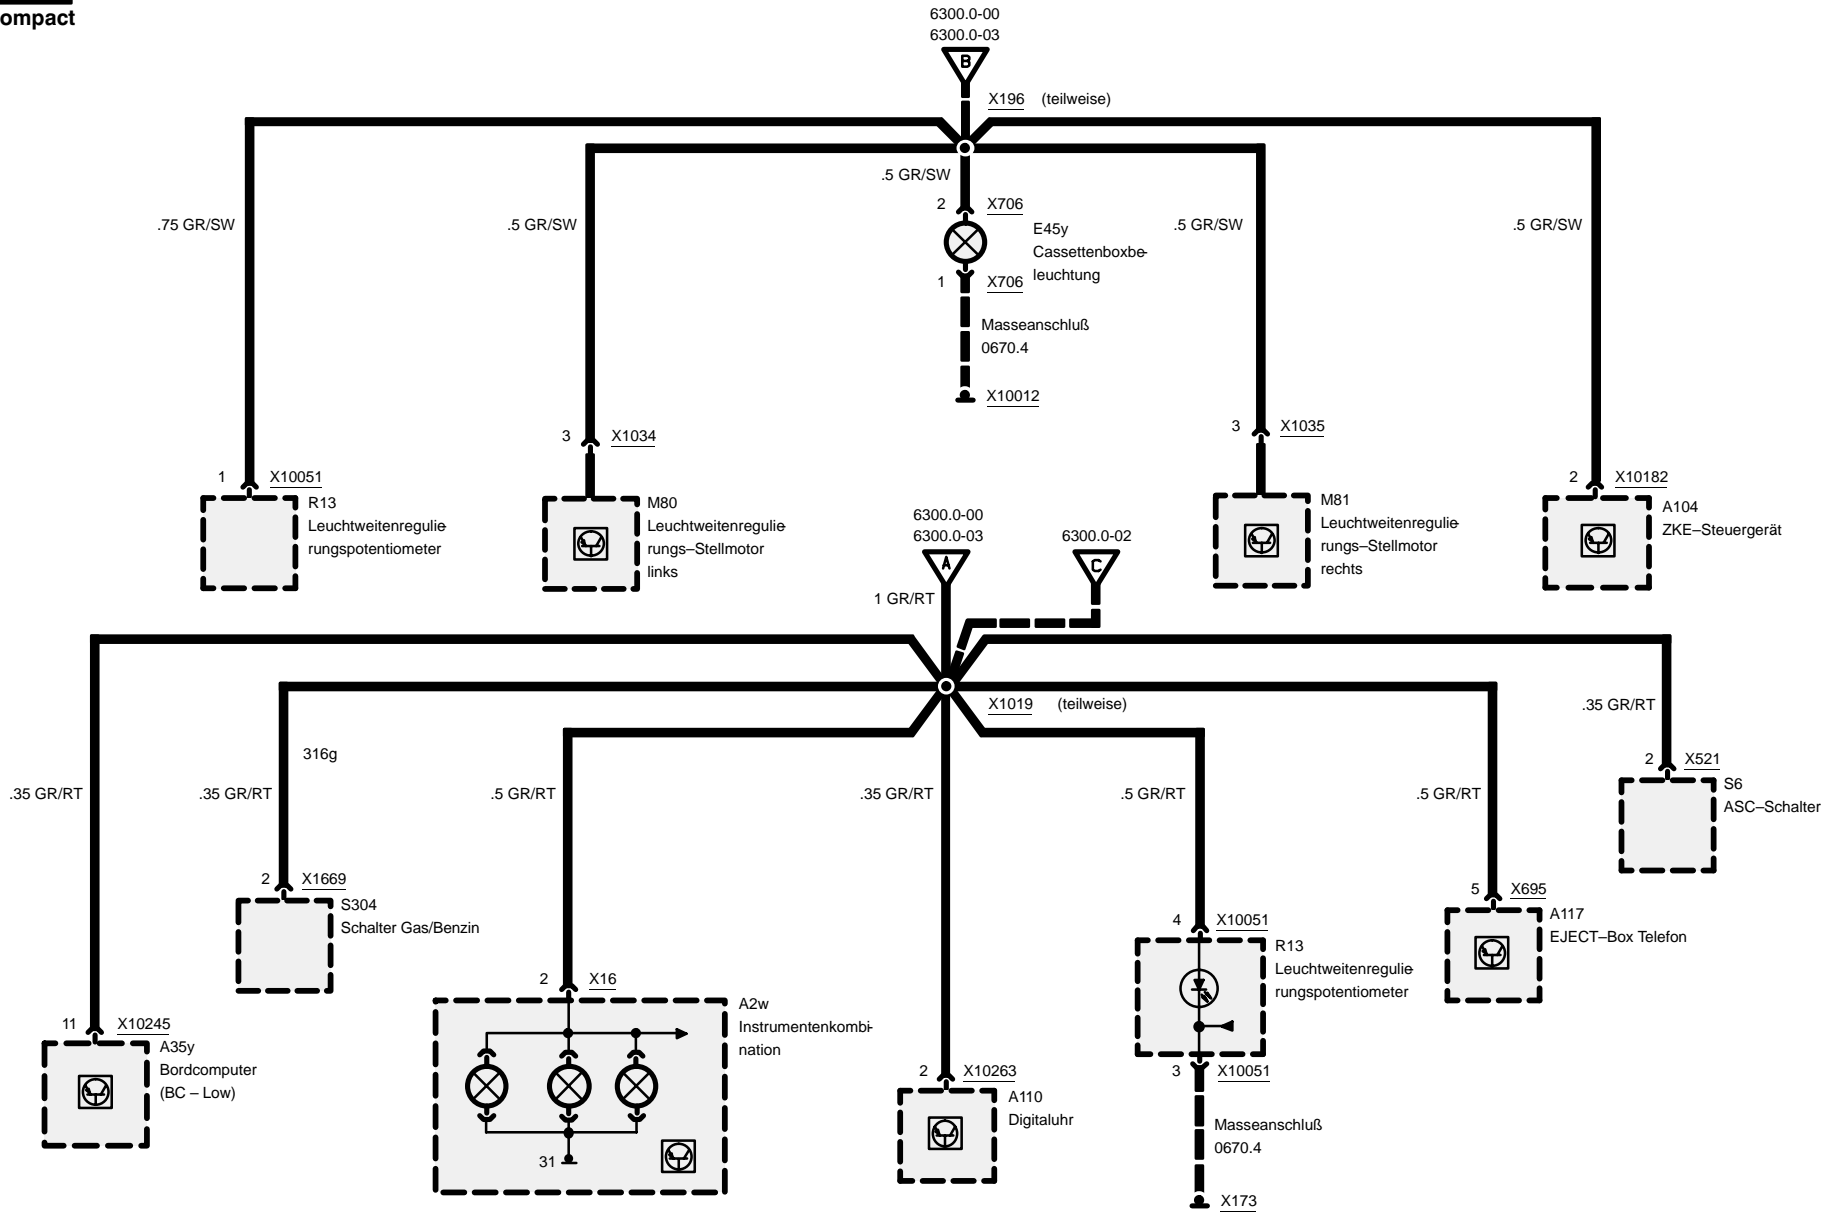 ompact
6300.0-00
6300.0-03
B
X196 (teilweise)
.5 GR/SW
.75 GR/SW
.5 GR/SW
.5 GR/SW
.5 GR/SW
2 X706
E45y
Cassettenboxbe-
leuchtung
1 X706
Masseanschluß
0670.4
X10012
3 X1034
3 X1035
1 X10051
2 X10182
R13
Leuchtweitenregulie-
rungspotentiometer
M80
Leuchtweitenregulie-
rungs–Stellmotor
links
M81
Leuchtweitenregulie-
rungs–Stellmotor
rechts
A104
ZKE–Steuergerät
6300.0-00
6300.0-03
A
6300.0-02
C
1 GR/RT
X1019 (teilweise)
.35 GR/RT
316g
.35 GR/RT
.35 GR/RT
.5 GR/RT
.35 GR/RT
.5 GR/RT
.5 GR/RT
2 X521
S6
ASC–Schalter
2 X1669
S304
Schalter Gas/Benzin
5 X695
A117
EJECT–Box Telefon
4 X10051
R13
Leuchtweitenregulie-
rungspotentiometer
2 X16
A2w
Instrumentenkombi-
nation
31
11 X10245
A35y
Bordcomputer
(BC – Low)
2 X10263
A110
Digitaluhr
3 X10051
Masseanschluß
0670.4
X173